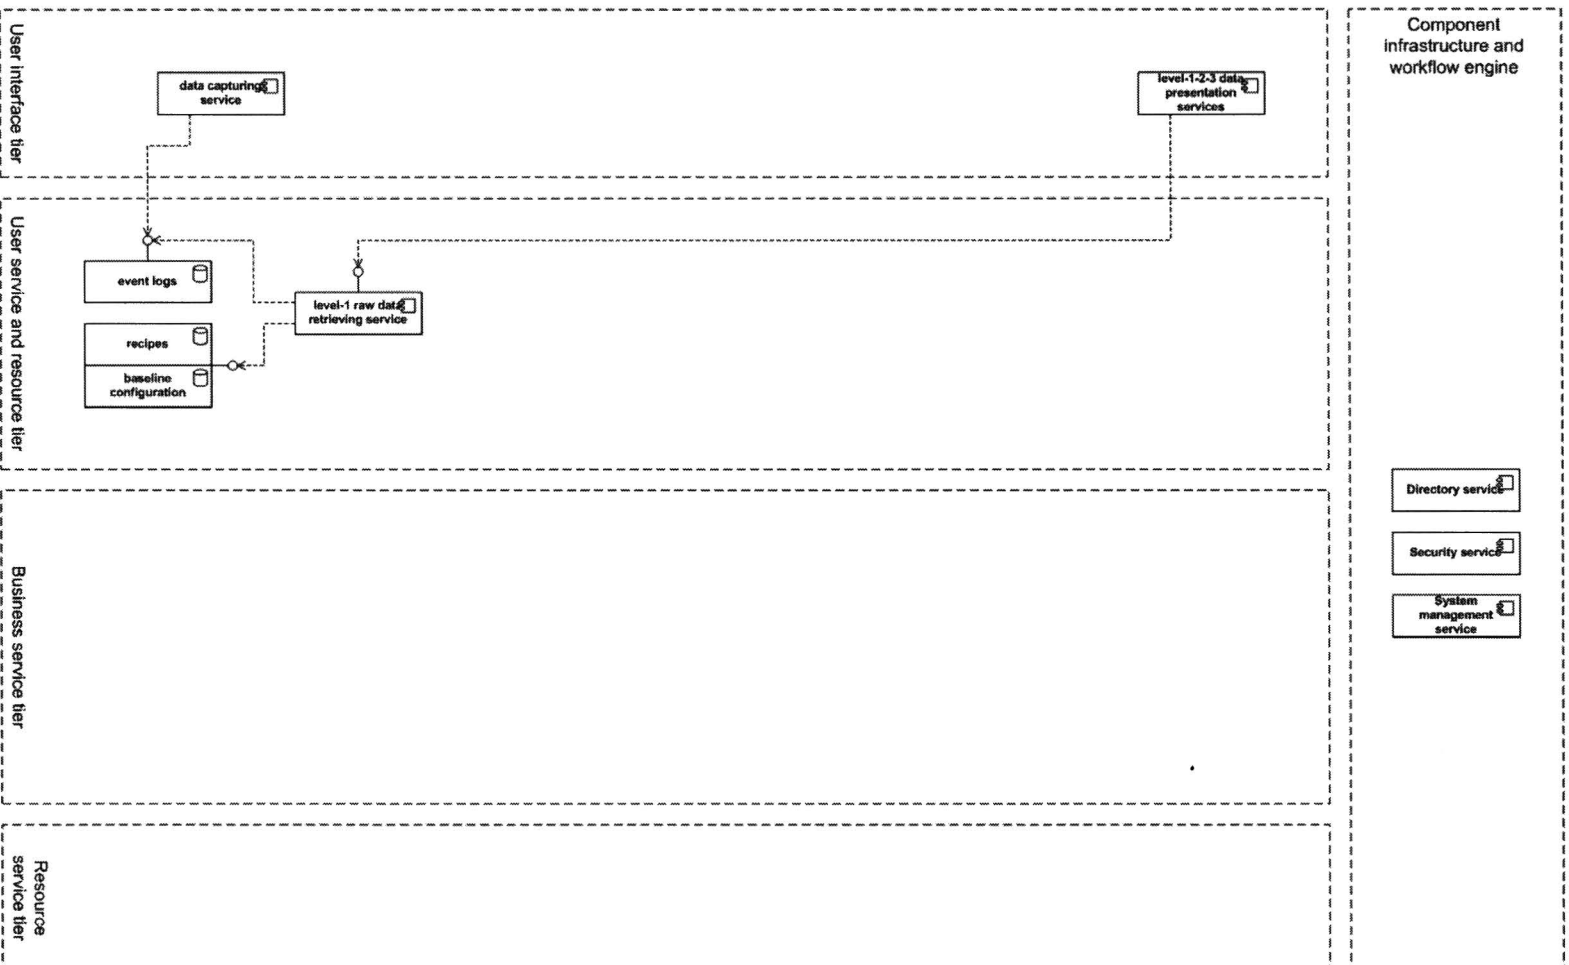 User interface tier
data capturing
service
level-1-2-3 data
presentation
services
Component
infrastructure and
workflow engine
User service and resource tier
event logs
level-1 raw data
retrieving service
recipes
baseline
configuration
Directory service
Security service
System
management
service
Business service tier
Resource
service tier